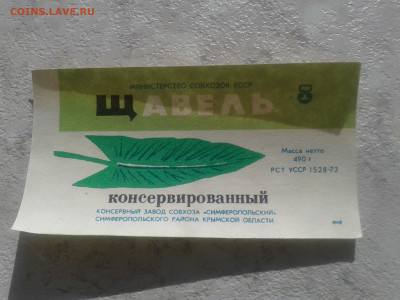 COINS.LAVE.RU
МИНИСТЕРСТВО СОВХОЗОВ УССР
ЩАВЕЛЬ
Масса нетто
490 г
РСТ УССР 1528-72
консервированный
КОНСЕРВНЫЙ ЗАВОД СОВХОЗА «СИМФЕРОПОЛЬСКИЙ»
СИМФЕРОПОЛЬСКОГО РАЙОНА КРЫМСКОЙ ОБЛАСТИ